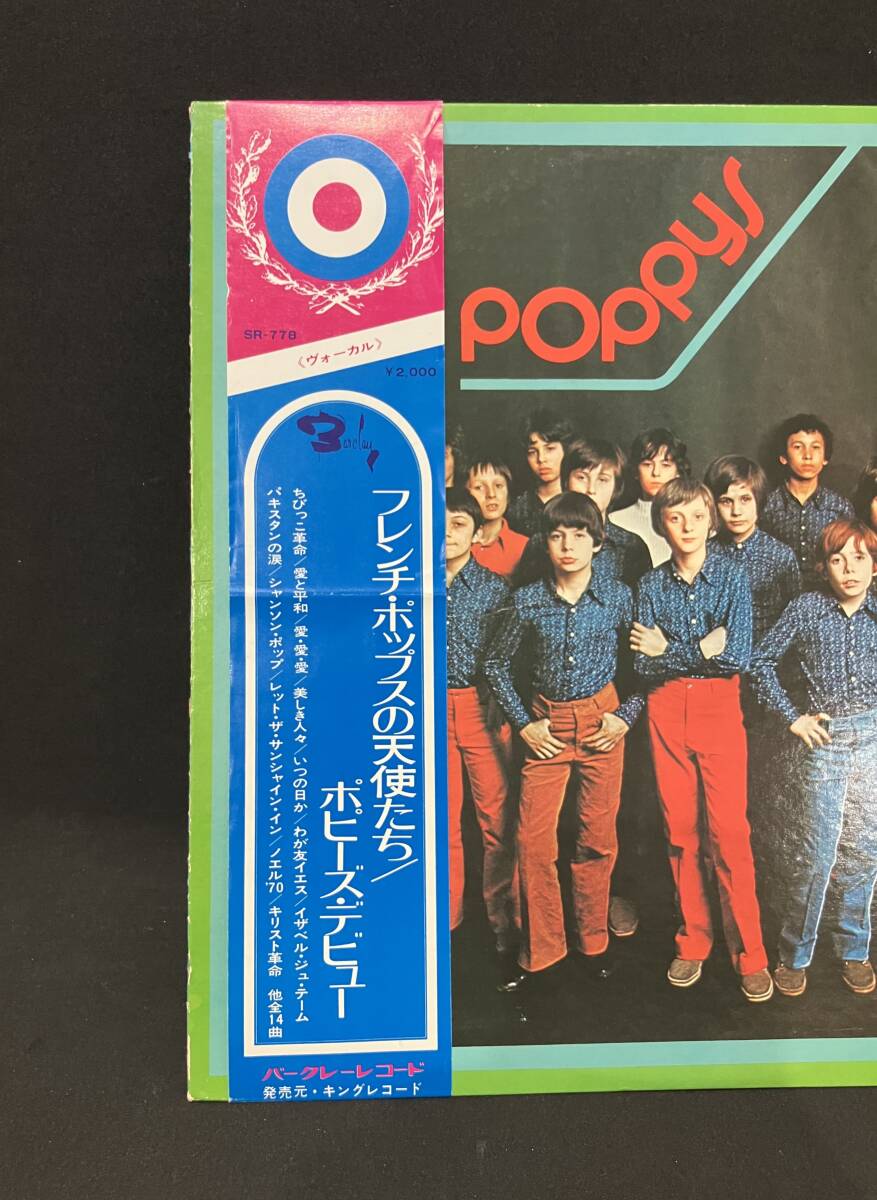 SR-778
《ヴォーカル》
¥2,000
Barclay
フレンチ・ポップスの天使たち/
ポピーズ・デビュー
ちびっこ革命/愛と平和/愛・愛・愛/美しき人々/いつの日か/わが友イエス/イザベル・ジュ・テーム
パキスタンの涙/シャンソン・ポップ/レット・ザ・サンシャイン・イン/ノエル'70/キリスト革命 他全14曲
バークレーレコード
発売元・キングレコード
POPPYS